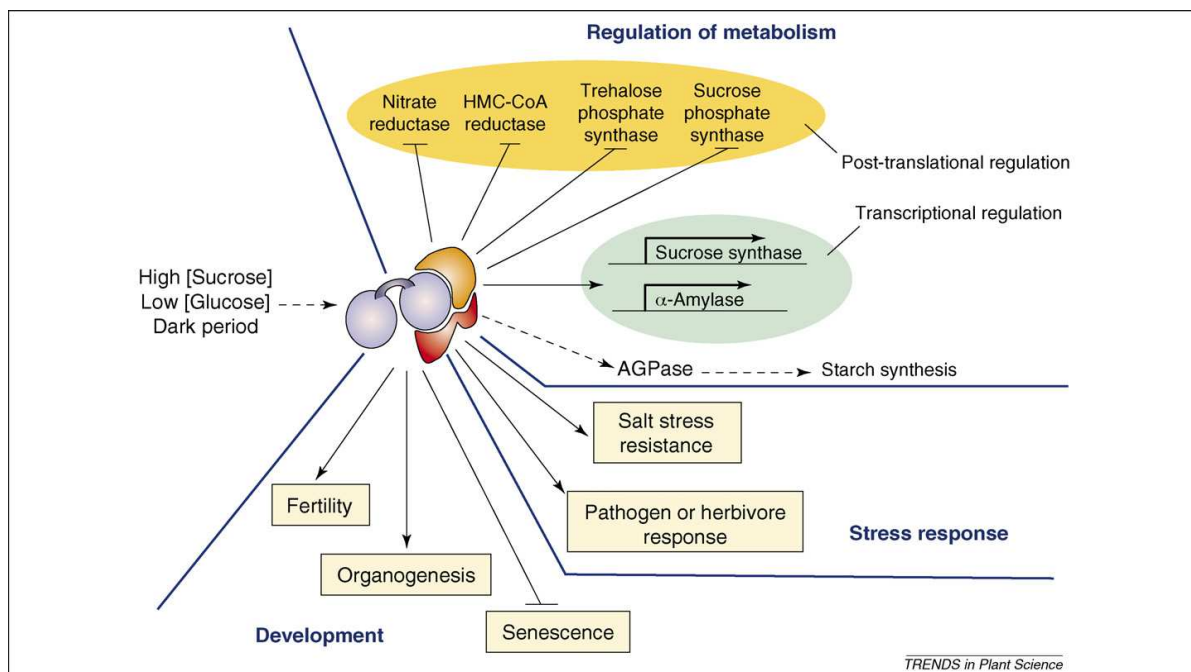 Regulation of metabolism
Nitrate
reductase
HMC-CoA
reductase
Trehalose
phosphate
synthase
Sucrose
phosphate
synthase
Post-translational regulation
Transcriptional regulation
Sucrose synthase
α-Amylase
High [Sucrose]
Low [Glucose]
Dark period
AGPase
Starch synthesis
Salt stress
resistance
Fertility
Pathogen or herbivore
response
Stress response
Organogenesis
Senescence
Development
TRENDS in Plant Science